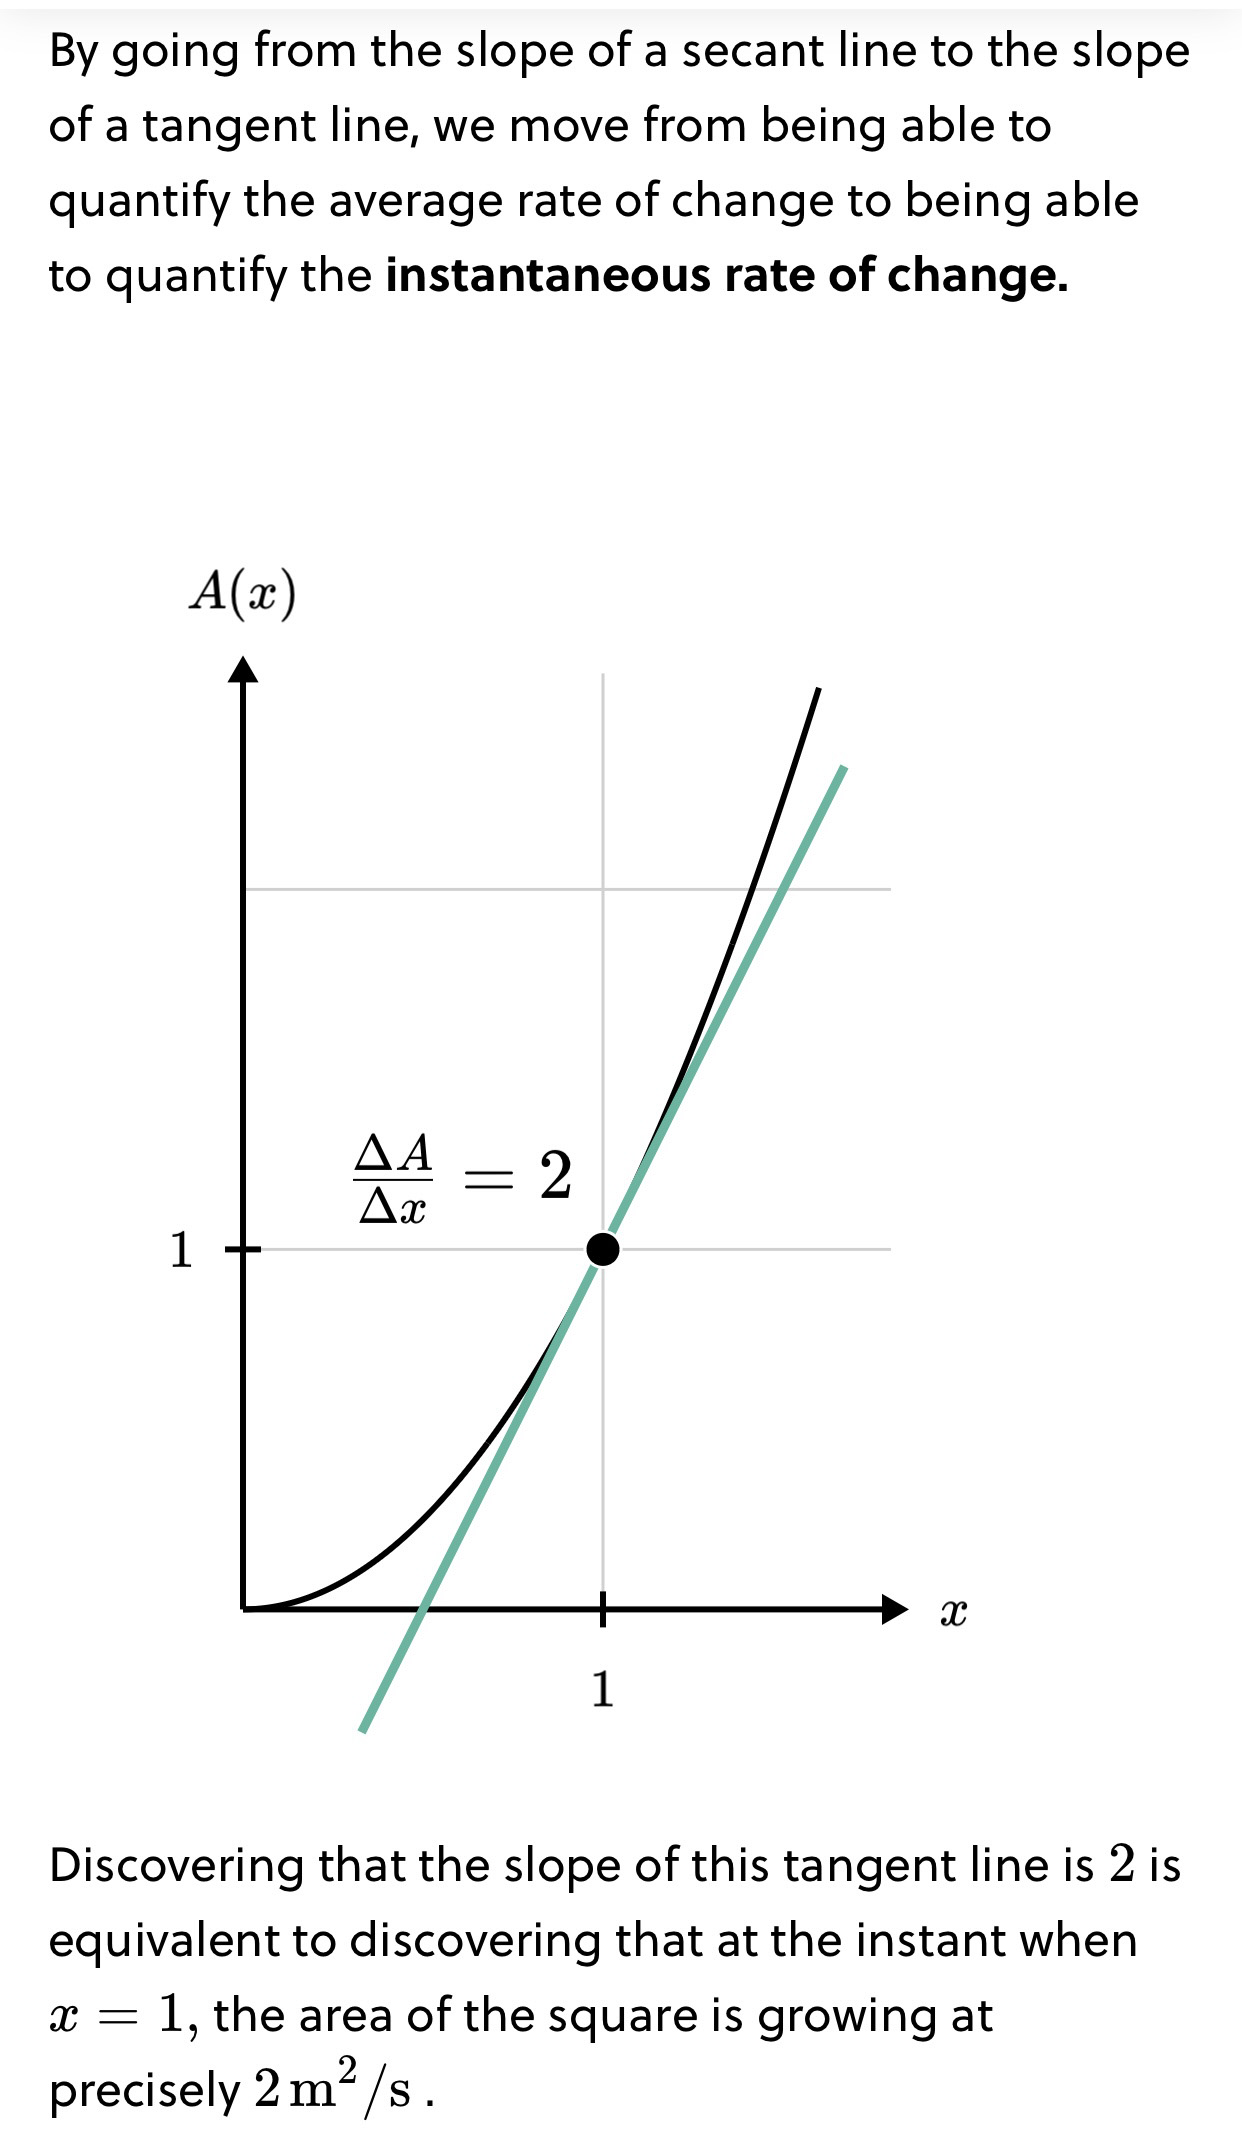 By going from the slope of a secant line to the slope
of a tangent line, we move from being able to
quantify the average rate of change to being able
to quantify the instantaneous rate of change.
A(x)
ΔA/Δx = 2
1
x
1
Discovering that the slope of this tangent line is 2 is
equivalent to discovering that at the instant when
x = 1, the area of the square is growing at
precisely 2 m²/s .